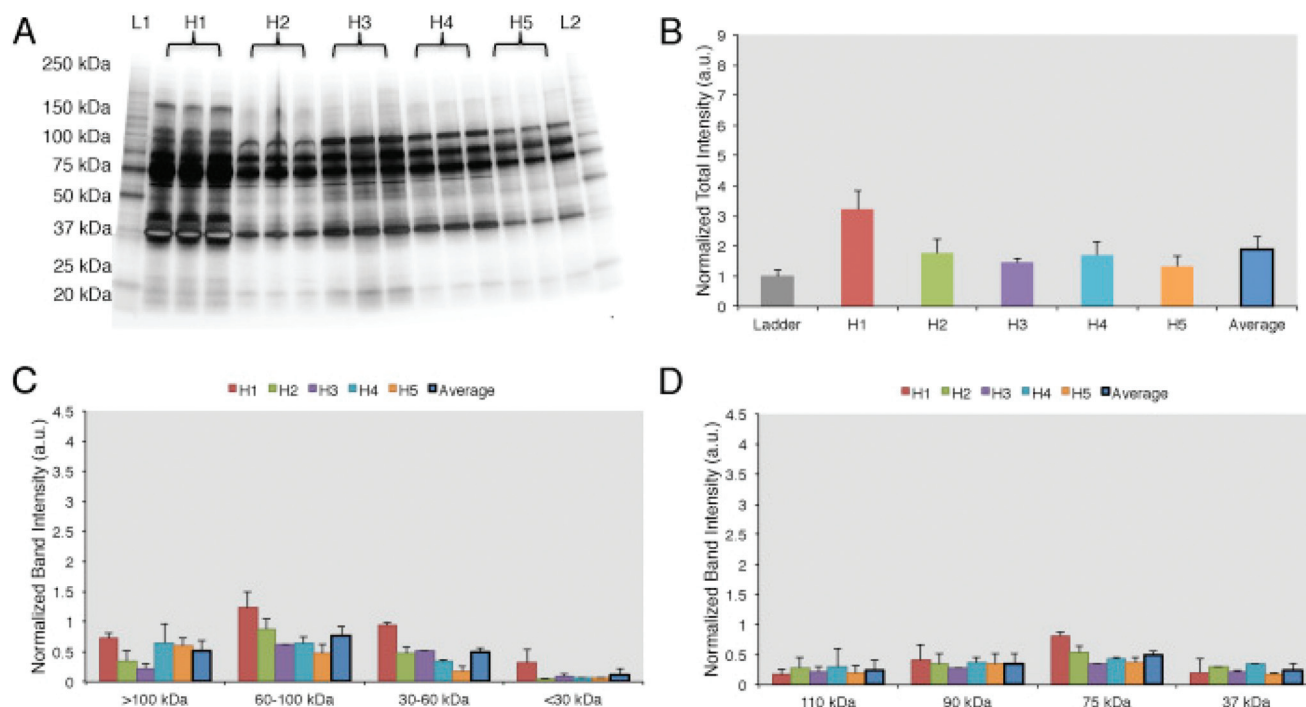 A
L1 H1 H2 H3 H4 H5 L2
250 kDa
150 kDa
100 kDa
75 kDa
50 kDa
37 kDa
25 kDa
20 kDa
B
Normalized Total Intensity (a.u.)
9
8
7
6
5
4
3
2
1
0
Ladder H1 H2 H3 H4 H5 Average
C
H1 H2 H3 H4 H5 Average
Normalized Band Intensity (a.u.)
4.5
4
3.5
3
2.5
2
1.5
1
0.5
0
>100 kDa 60-100 kDa 30-60 kDa <30 kDa
D
H1 H2 H3 H4 H5 Average
Normalized Band Intensity (a.u.)
4.5
4
3.5
3
2.5
2
1.5
1
0.5
0
110 kDa 90 kDa 75 kDa 37 kDa